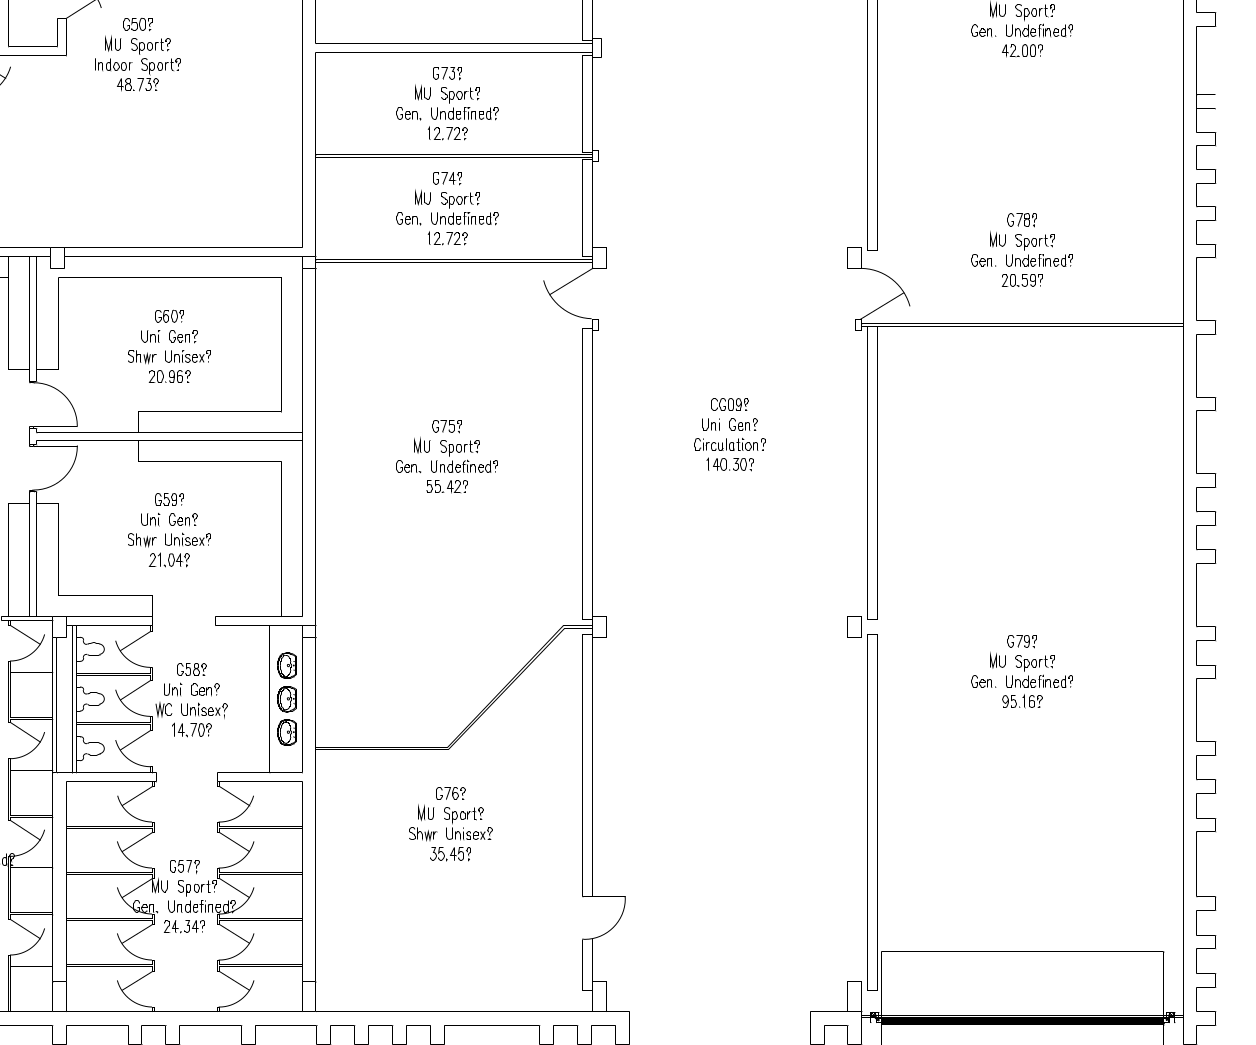 G50?
MU Sport?
Indoor Sport?
48.73?
G73?
MU Sport?
Gen. Undefined?
12.72?
G74?
MU Sport?
Gen. Undefined?
12.72?
MU Sport?
Gen. Undefined?
42.00?
G78?
MU Sport?
Gen. Undefined?
20.59?
G60?
Uni Gen?
Shwr Unisex?
20.96?
G75?
MU Sport?
Gen. Undefined?
55.42?
CG09?
Uni Gen?
Circulation?
140.30?
G59?
Uni Gen?
Shwr Unisex?
21.04?
G58?
Uni Gen?
WC Unisex?
14.70?
G79?
MU Sport?
Gen. Undefined?
95.16?
G76?
MU Sport?
Shwr Unisex?
35.45?
d?
G57?
MU Sport?
Gen. Undefined?
24.34?